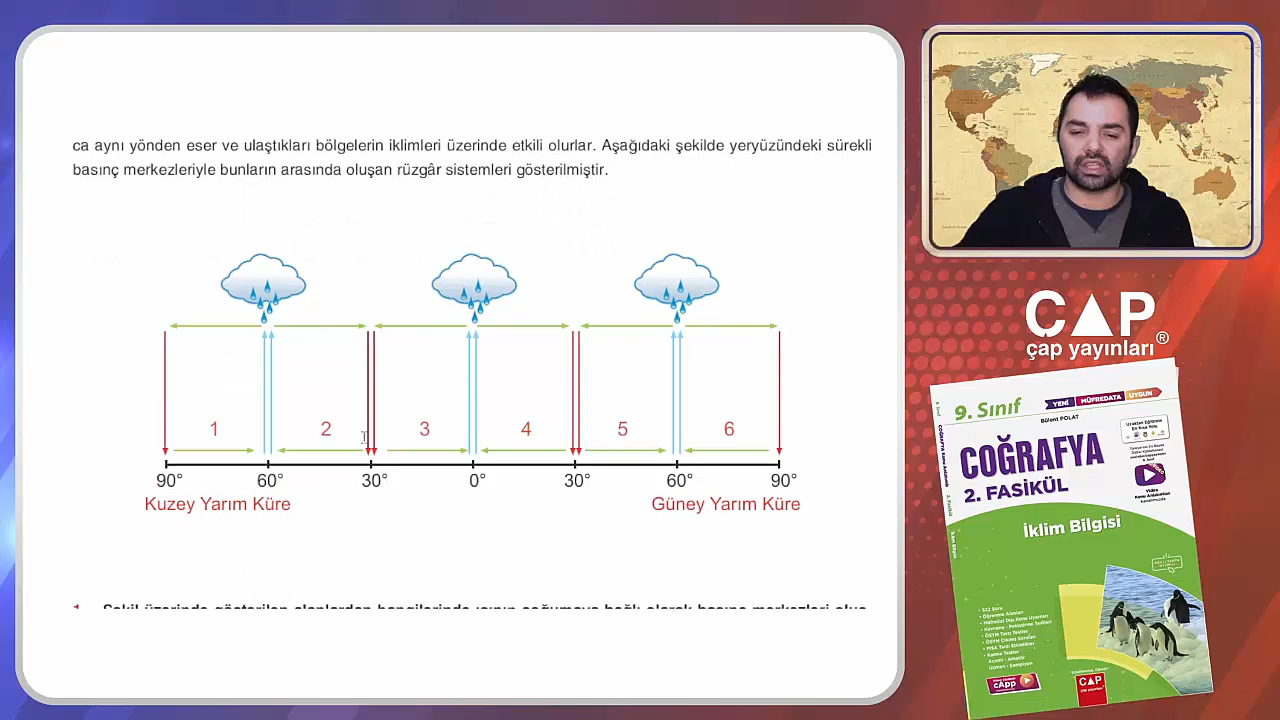 ca aynı yönden eser ve ulaştıkları bölgelerin iklimleri üzerinde etkili olurlar. Aşağıdaki şekilde yeryüzündeki sürekli
basınç merkezleriyle bunların arasında oluşan rüzgâr sistemleri gösterilmiştir.
1 2 3 4 5 6
90° 60° 30° 0° 30° 60° 90°
Kuzey Yarım Küre Güney Yarım Küre
ÇAP
çap yayınları®
9. Sınıf
YENİ MÜFREDATA UYGUN
Bülent POLAT
COĞRAFYA
2. FASİKÜL
İklim Bilgisi
ÇAP